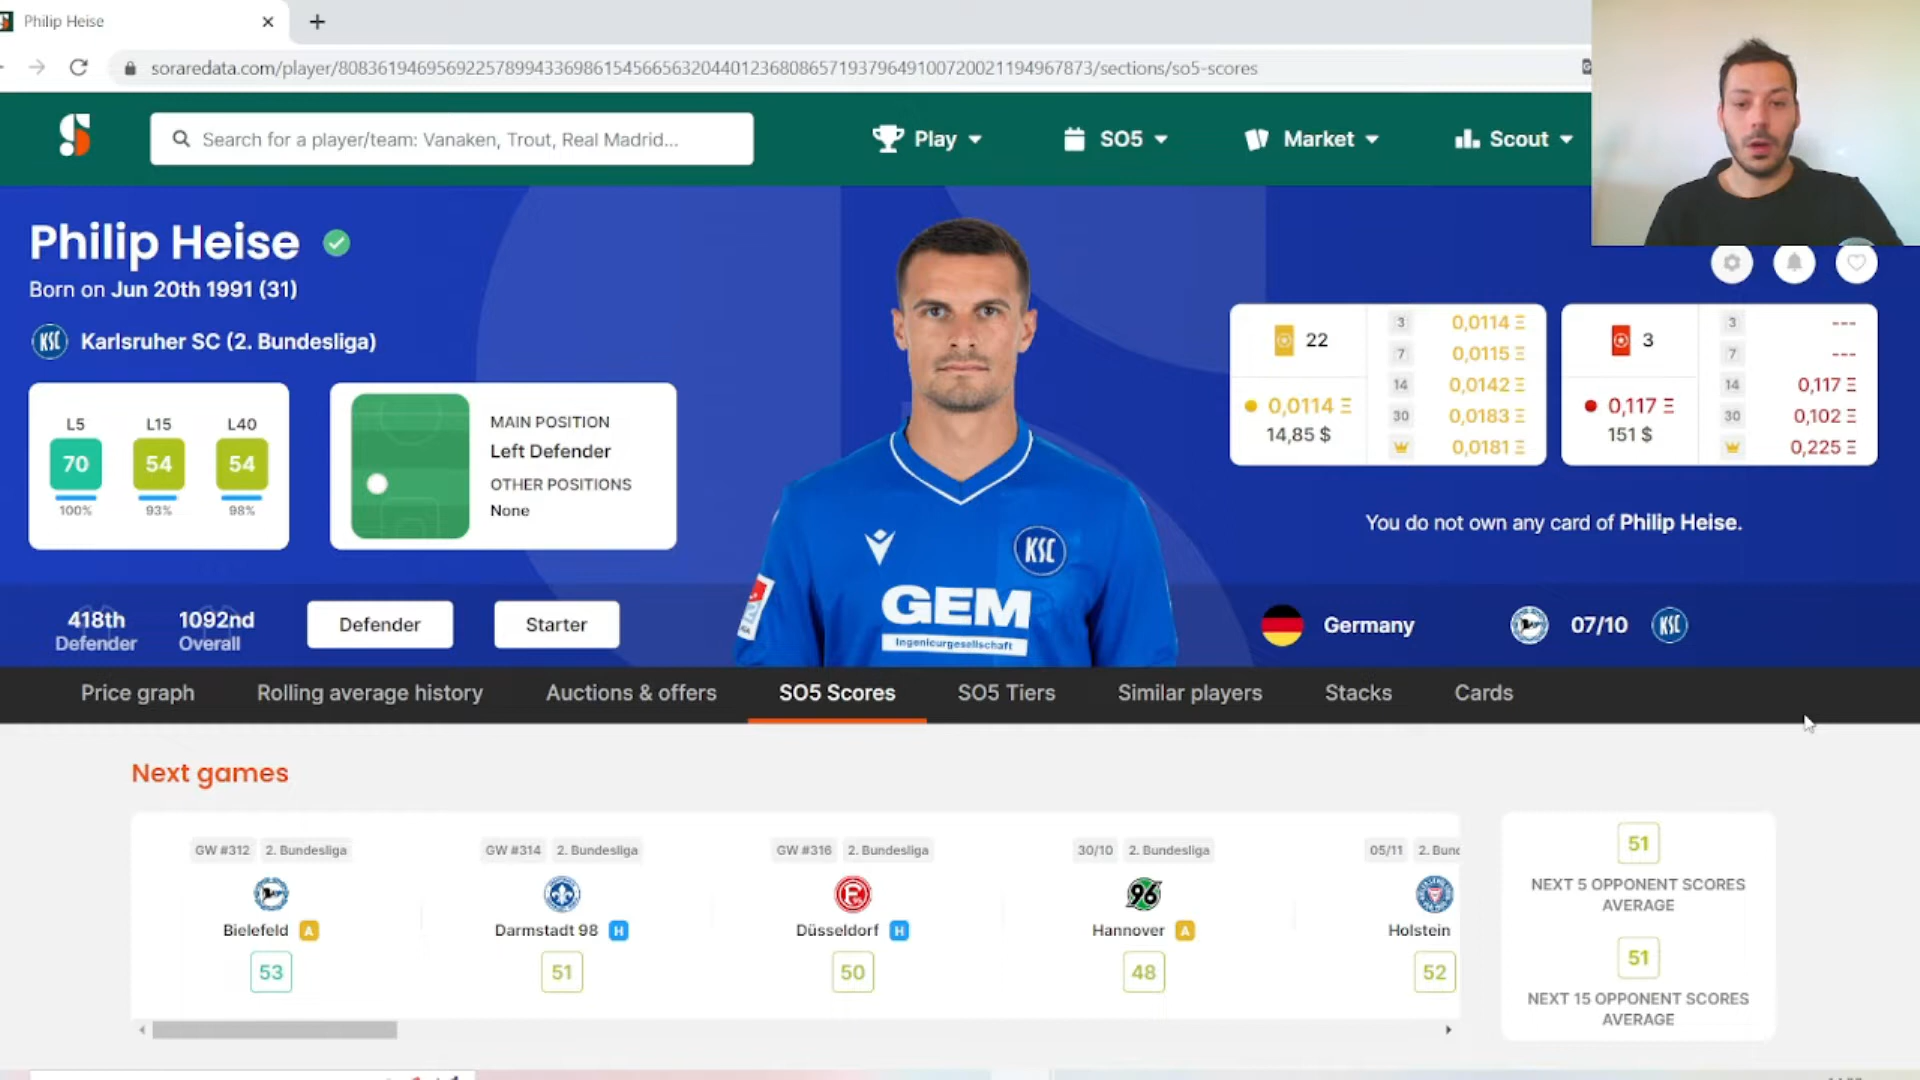 Philip Heise
soraredata.com/player/80836194695692257899433698615456656320440123680865719379649100720021194967873/sections/so5-scores
Search for a player/team: Vanaken, Trout, Real Madrid...
Play
SO5
Market
Scout
Philip Heise
Born on Jun 20th 1991 (31)
KSC
Karlsruher SC (2. Bundesliga)
L5
L15
L40
70
54
54
100%
93%
98%
MAIN POSITION
Left Defender
OTHER POSITIONS
None
418th
Defender
1092nd
Overall
Defender
Starter
KSC
GEM
Ingenieurgesellschaft
22
0,0114 Ξ
14,85 $
3 0,0114 Ξ
7 0,0115 Ξ
14 0,0142 Ξ
30 0,0183 Ξ
0,0181 Ξ
3
0,117 Ξ
151 $
3 ---
7 ---
14 0,117 Ξ
30 0,102 Ξ
0,225 Ξ
You do not own any card of Philip Heise.
Germany
07/10
KSC
Price graph
Rolling average history
Auctions & offers
SO5 Scores
SO5 Tiers
Similar players
Stacks
Cards
Next games
GW #312 2. Bundesliga
Bielefeld A
53
GW #314 2. Bundesliga
Darmstadt 98 H
51
GW #316 2. Bundesliga
Düsseldorf H
50
30/10 2. Bundesliga
96
Hannover A
48
05/11 2. Bund
Holstein
52
51
NEXT 5 OPPONENT SCORES
AVERAGE
51
NEXT 15 OPPONENT SCORES
AVERAGE